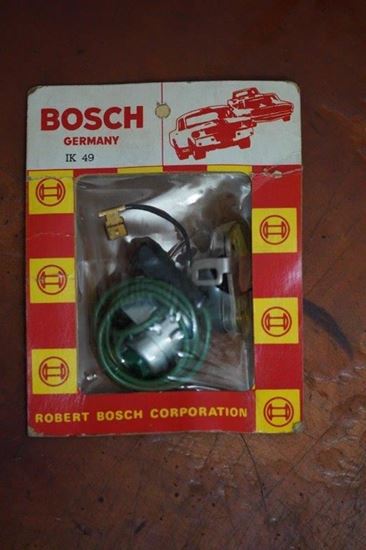 BOSCH
GERMANY
IK 49
ROBERT BOSCH CORPORATION